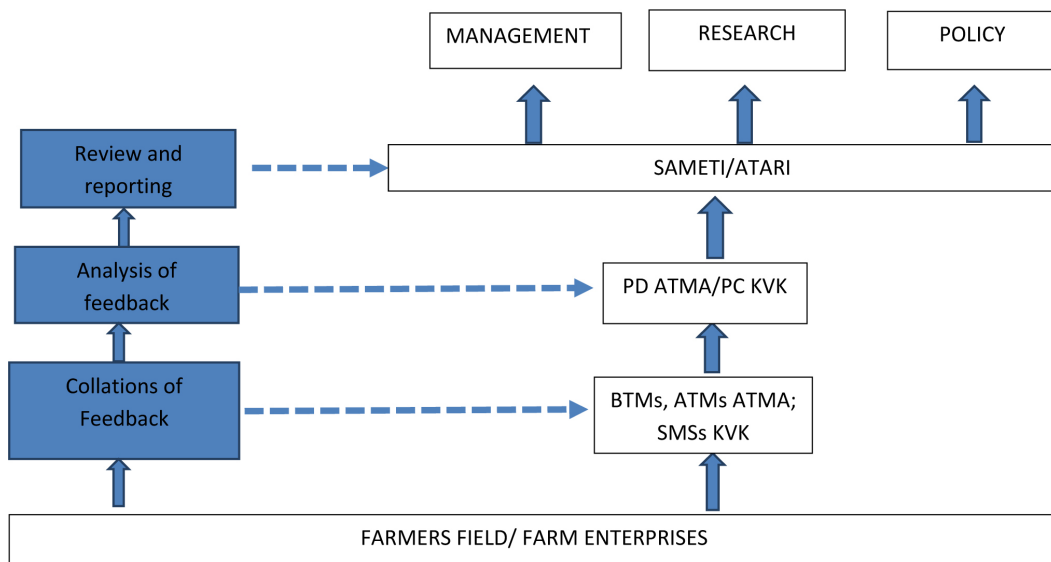 MANAGEMENT
RESEARCH
POLICY
Review and
reporting
SAMETI/ATARI
Analysis of
feedback
PD ATMA/PC KVK
Collations of
Feedback
BTMs, ATMs ATMA;
SMSs KVK
FARMERS FIELD/ FARM ENTERPRISES